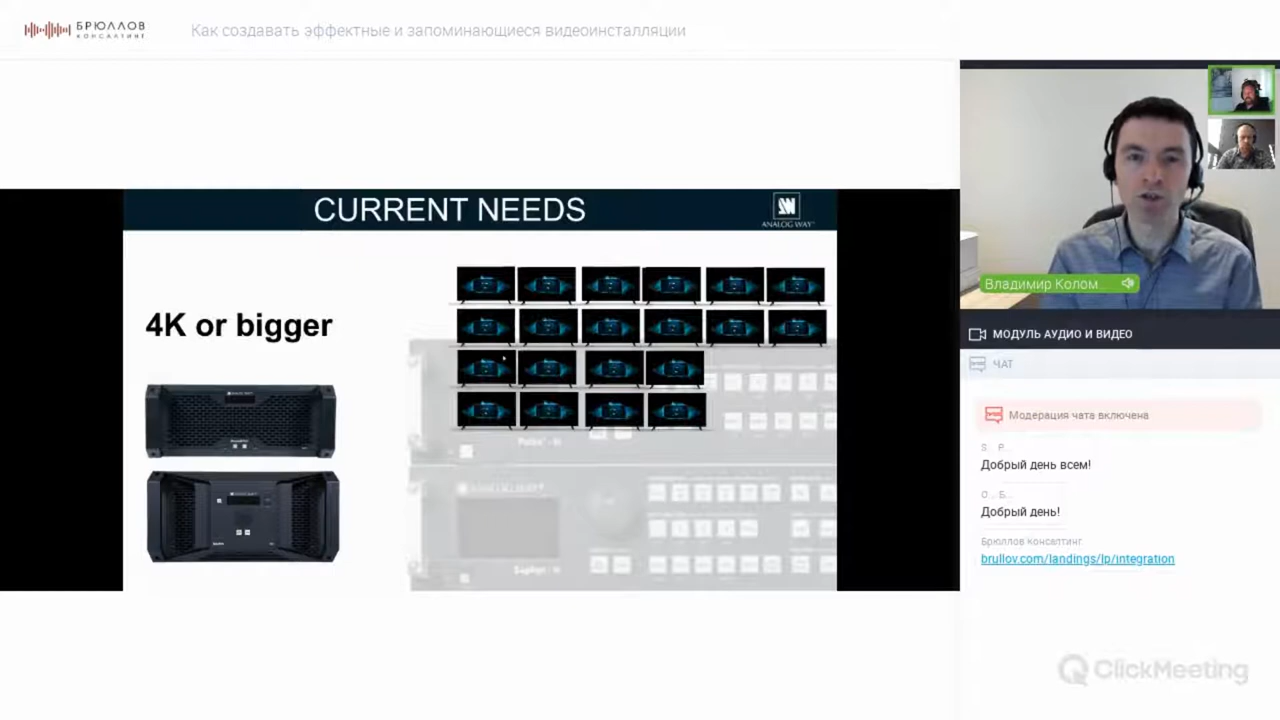 БРЮЛЛОВ
КОНСАЛТИНГ
Как создавать эффектные и запоминающиеся видеоинсталляции
CURRENT NEEDS
ANALOG WAY
4K or bigger
Владимир Колом...
МОДУЛЬ АУДИО И ВИДЕО
ЧАТ
Модерация чата включена
S... P...
Добрый день всем!
О... Б...
Добрый день!
Брюллов Консалтинг
brullov.com/landings/lp/integration
ClickMeeting